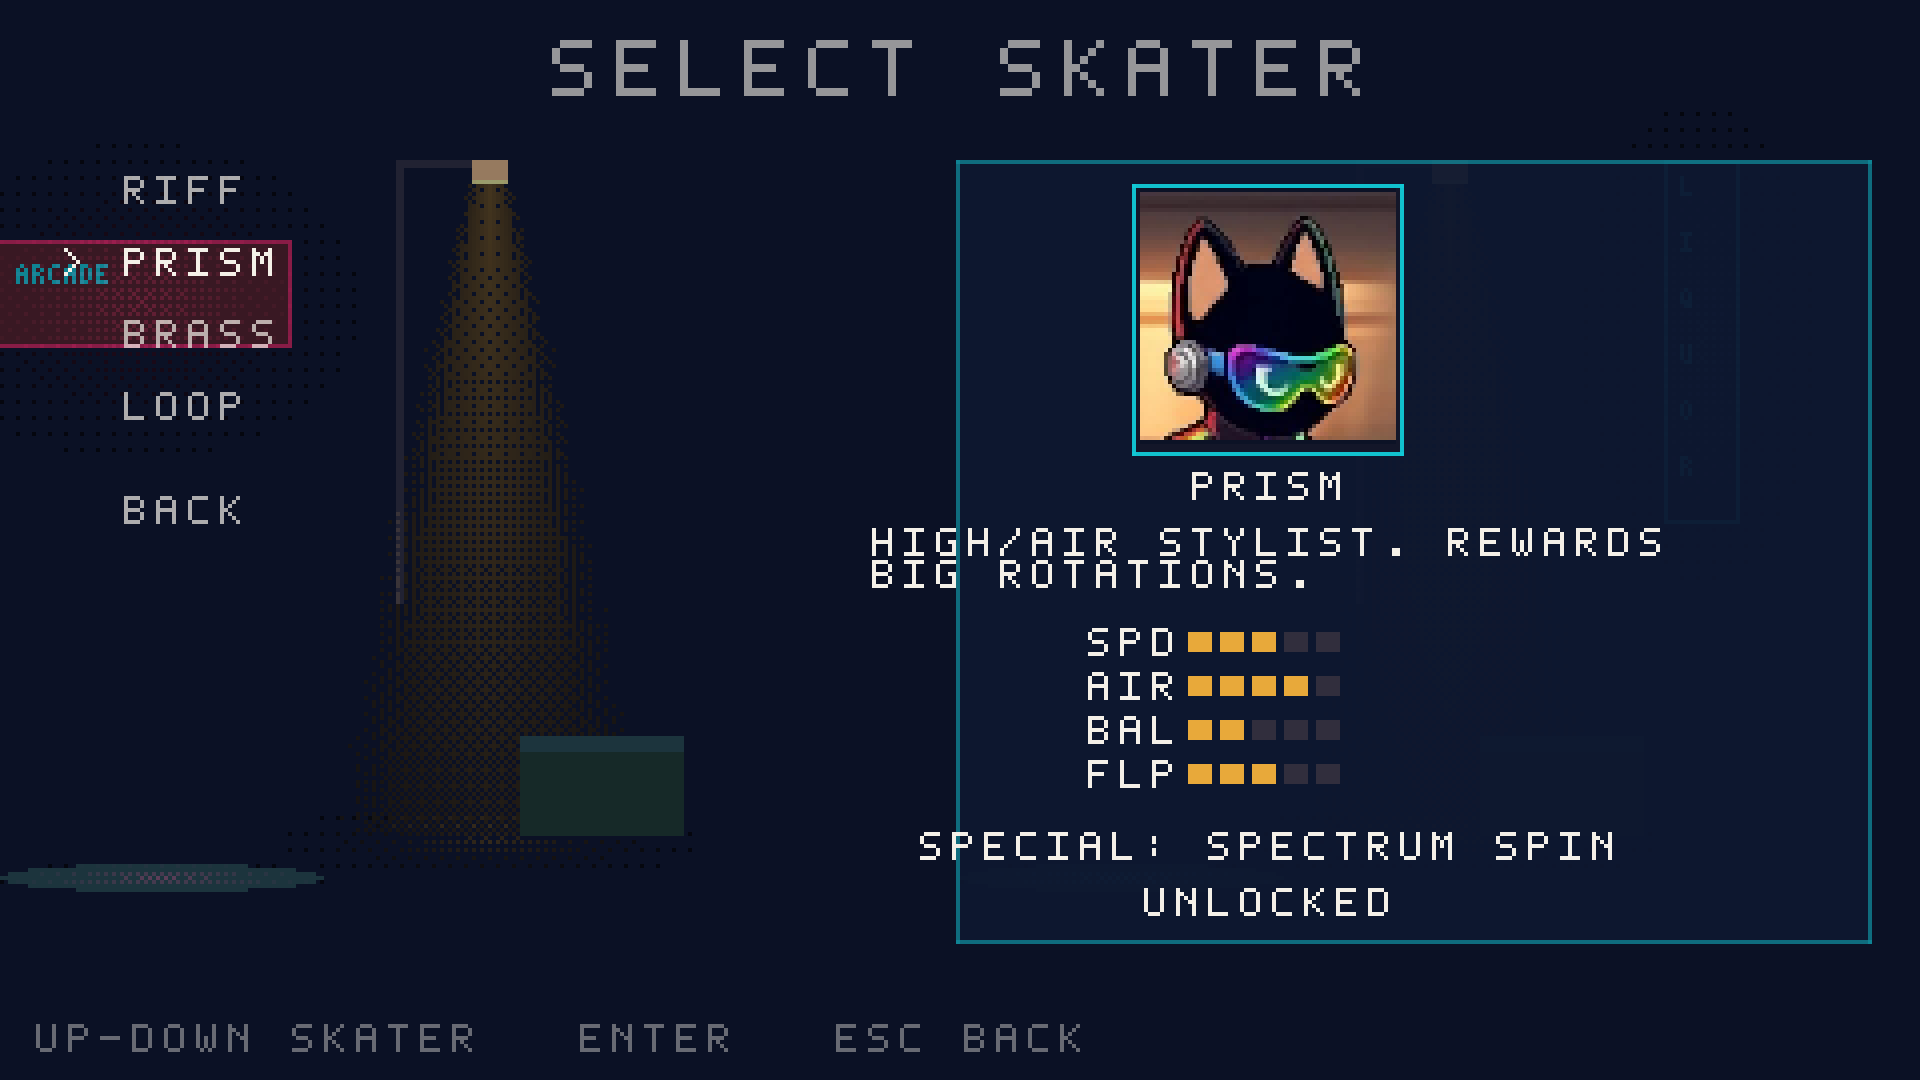 SELECT SKATER
RIFF
ARCADE
> PRISM
BRASS
LOOP
BACK
PRISM
HIGH/AIR STYLIST. REWARDS
BIG ROTATIONS.
SPD
AIR
BAL
FLP
SPECIAL: SPECTRUM SPIN
UNLOCKED
LIQUOR
UP-DOWN SKATER ENTER ESC BACK